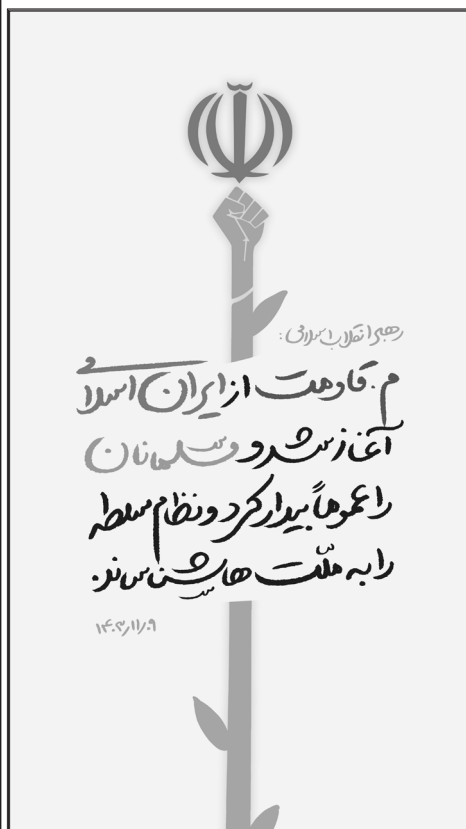 رهبر انقلاب اسلامی:
مقاومت از ایران اسلامی
آغاز شد و مسلمانان
را عموماً بیدار کرد و نظام سلطه
را به ملّت‌ها شناساند.
۱۴۰۳/۱۱/۰۹